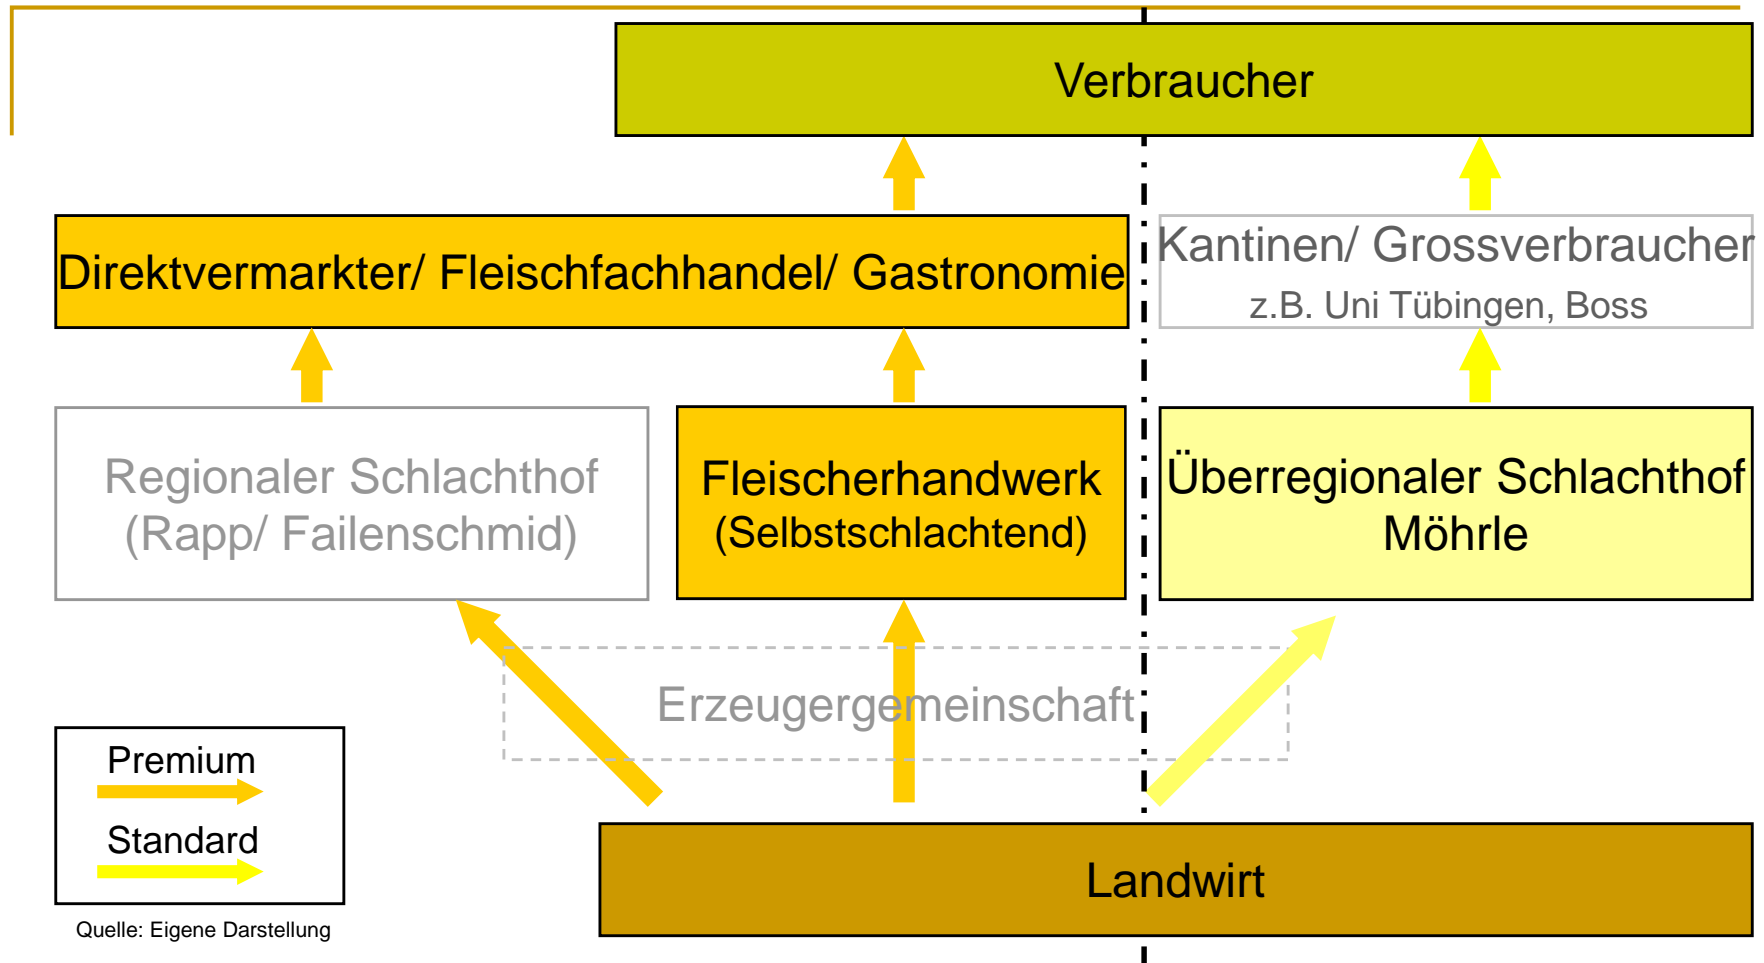 Verbraucher
Direktvermarkter/ Fleischfachhandel/ Gastronomie
Kantinen/ Grossverbraucher
z.B. Uni Tübingen, Boss
Regionaler Schlachthof
(Rapp/ Failenschmid)
Fleischerhandwerk
(Selbstschlachtend)
Überregionaler Schlachthof
Möhrle
Erzeugergemeinschaft
Premium
Standard
Landwirt
Quelle: Eigene Darstellung